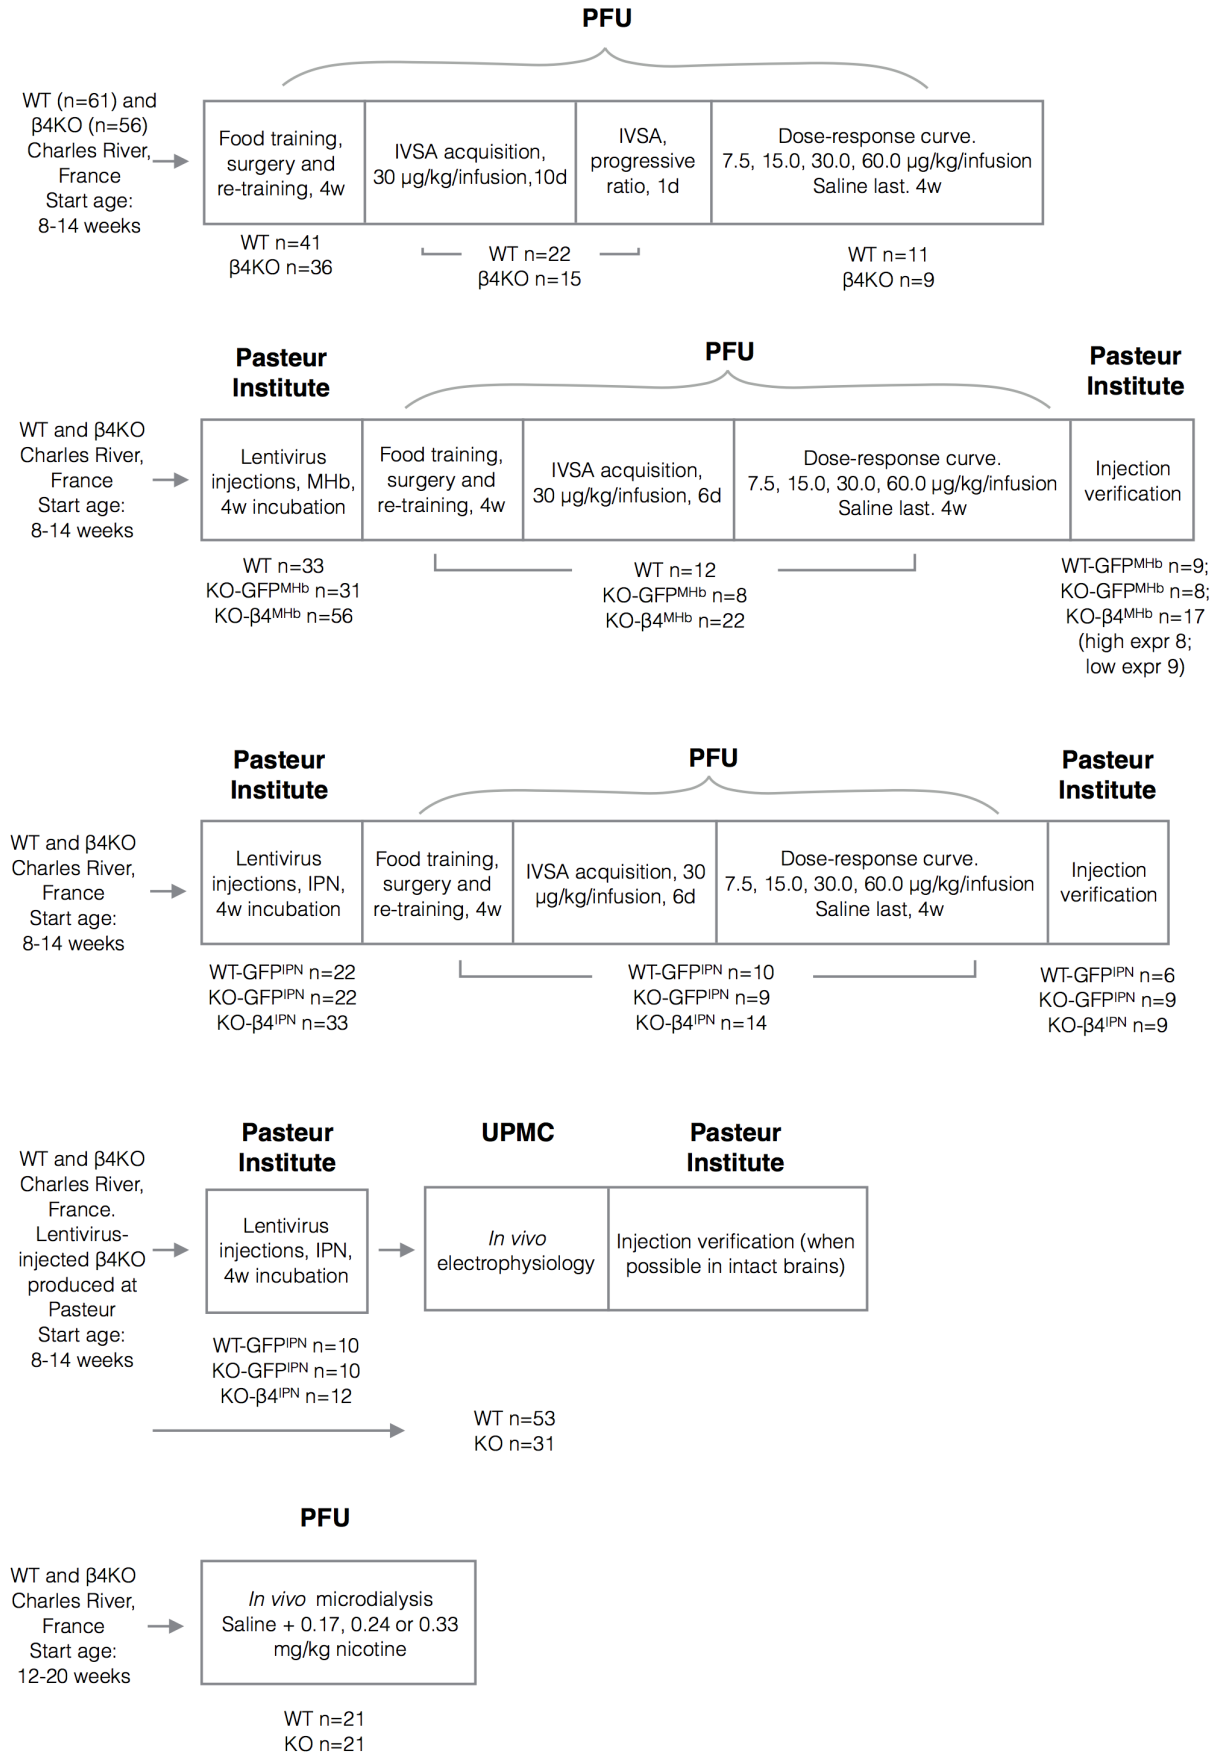 PFU
WT (n=61) and
β4KO (n=56)
Charles River,
France
Start age:
8-14 weeks
Food training,
surgery and
re-training, 4w
IVSA acquisition,
30 µg/kg/infusion,10d
IVSA,
progressive
ratio, 1d
Dose-response curve.
7.5, 15.0, 30.0, 60.0 µg/kg/infusion
Saline last. 4w
WT n=41
β4KO n=36
WT n=22
β4KO n=15
WT n=11
β4KO n=9
Pasteur
Institute
PFU
Pasteur
Institute
WT and β4KO
Charles River,
France
Start age:
8-14 weeks
Lentivirus
injections, MHb,
4w incubation
Food training,
surgery and
re-training, 4w
IVSA acquisition,
30 µg/kg/infusion, 6d
Dose-response curve.
7.5, 15.0, 30.0, 60.0 µg/kg/infusion
Saline last. 4w
Injection
verification
WT n=33
KO-GFPᴹᴴᵇ n=31
KO-β4ᴹᴴᵇ n=56
WT n=12
KO-GFPᴹᴴᵇ n=8
KO-β4ᴹᴴᵇ n=22
WT-GFPᴹᴴᵇ n=9;
KO-GFPᴹᴴᵇ n=8;
KO-β4ᴹᴴᵇ n=17
(high expr 8;
low expr 9)
Pasteur
Institute
PFU
Pasteur
Institute
WT and β4KO
Charles River,
France
Start age:
8-14 weeks
Lentivirus
injections, IPN,
4w incubation
Food training,
surgery and
re-training, 4w
IVSA acquisition, 30
µg/kg/infusion, 6d
Dose-response curve.
7.5, 15.0, 30.0, 60.0 µg/kg/infusion
Saline last, 4w
Injection
verification
WT-GFPᴵᴾᴺ n=22
KO-GFPᴵᴾᴺ n=22
KO-β4ᴵᴾᴺ n=33
WT-GFPᴵᴾᴺ n=10
KO-GFPᴵᴾᴺ n=9
KO-β4ᴵᴾᴺ n=14
WT-GFPᴵᴾᴺ n=6
KO-GFPᴵᴾᴺ n=9
KO-β4ᴵᴾᴺ n=9
Pasteur
Institute
UPMC
Pasteur
Institute
WT and β4KO
Charles River,
France.
Lentivirus-
injected β4KO
produced at
Pasteur
Start age:
8-14 weeks
Lentivirus
injections, IPN,
4w incubation
In vivo
electrophysiology
Injection verification (when
possible in intact brains)
WT-GFPᴵᴾᴺ n=10
KO-GFPᴵᴾᴺ n=10
KO-β4ᴵᴾᴺ n=12
WT n=53
KO n=31
PFU
WT and β4KO
Charles River,
France
Start age:
12-20 weeks
In vivo microdialysis
Saline + 0.17, 0.24 or 0.33
mg/kg nicotine
WT n=21
KO n=21